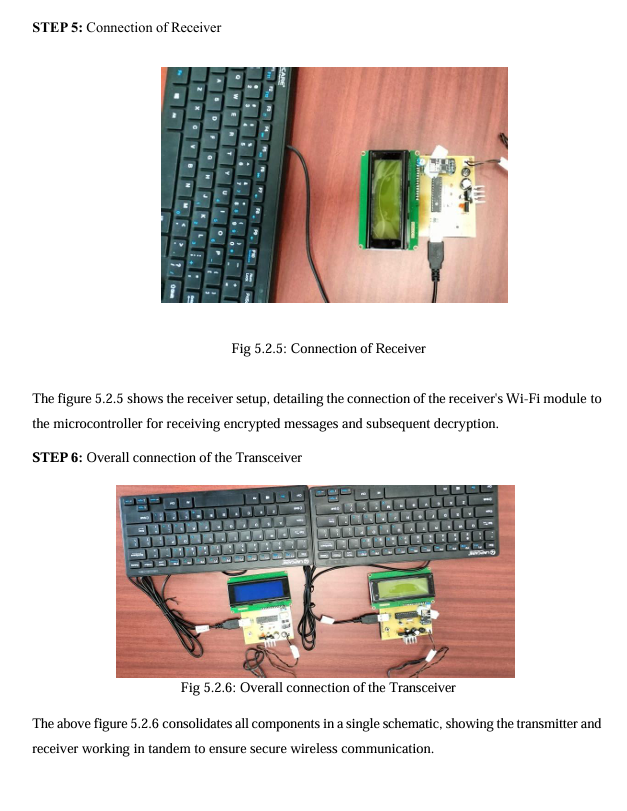 STEP 5: Connection of Receiver
Fig 5.2.5: Connection of Receiver
The figure 5.2.5 shows the receiver setup, detailing the connection of the receiver's Wi-Fi module to
the microcontroller for receiving encrypted messages and subsequent decryption.
STEP 6: Overall connection of the Transceiver
Fig 5.2.6: Overall connection of the Transceiver
The above figure 5.2.6 consolidates all components in a single schematic, showing the transmitter and
receiver working in tandem to ensure secure wireless communication.